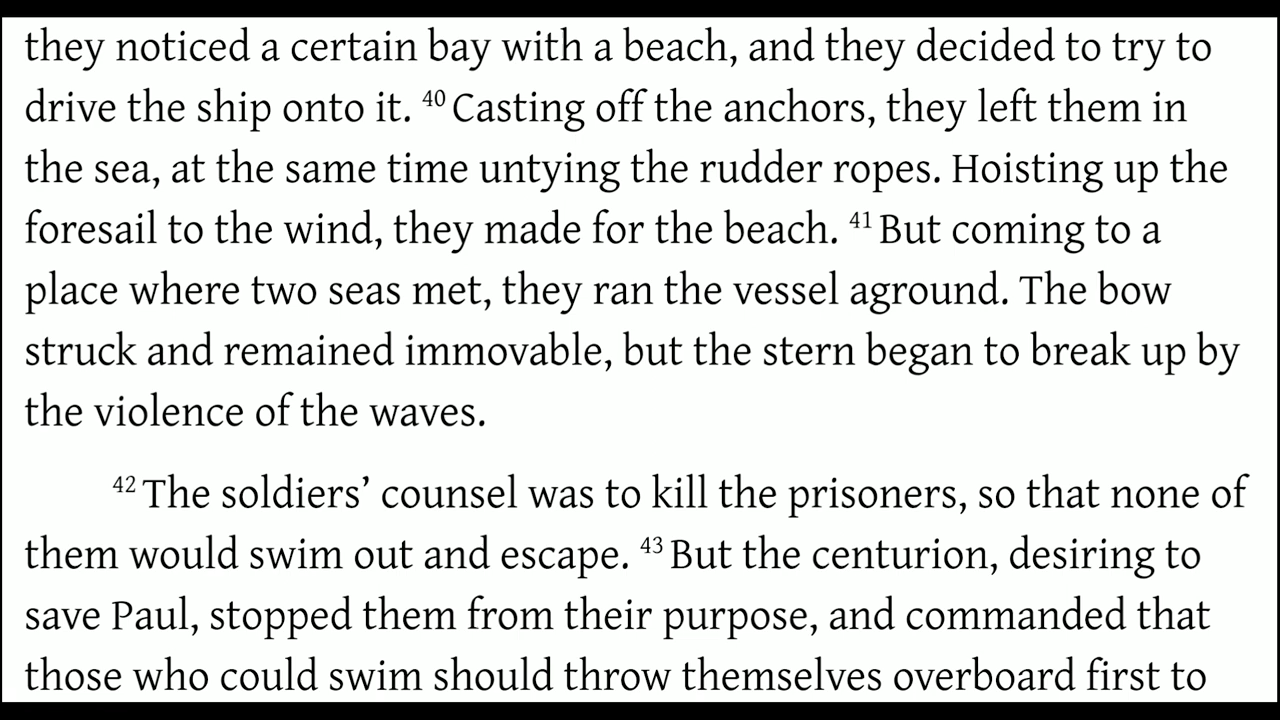 they noticed a certain bay with a beach, and they decided to try to
drive the ship onto it. 40 Casting off the anchors, they left them in
the sea, at the same time untying the rudder ropes. Hoisting up the
foresail to the wind, they made for the beach. 41 But coming to a
place where two seas met, they ran the vessel aground. The bow
struck and remained immovable, but the stern began to break up by
the violence of the waves.
42 The soldiers’ counsel was to kill the prisoners, so that none of
them would swim out and escape. 43 But the centurion, desiring to
save Paul, stopped them from their purpose, and commanded that
those who could swim should throw themselves overboard first to